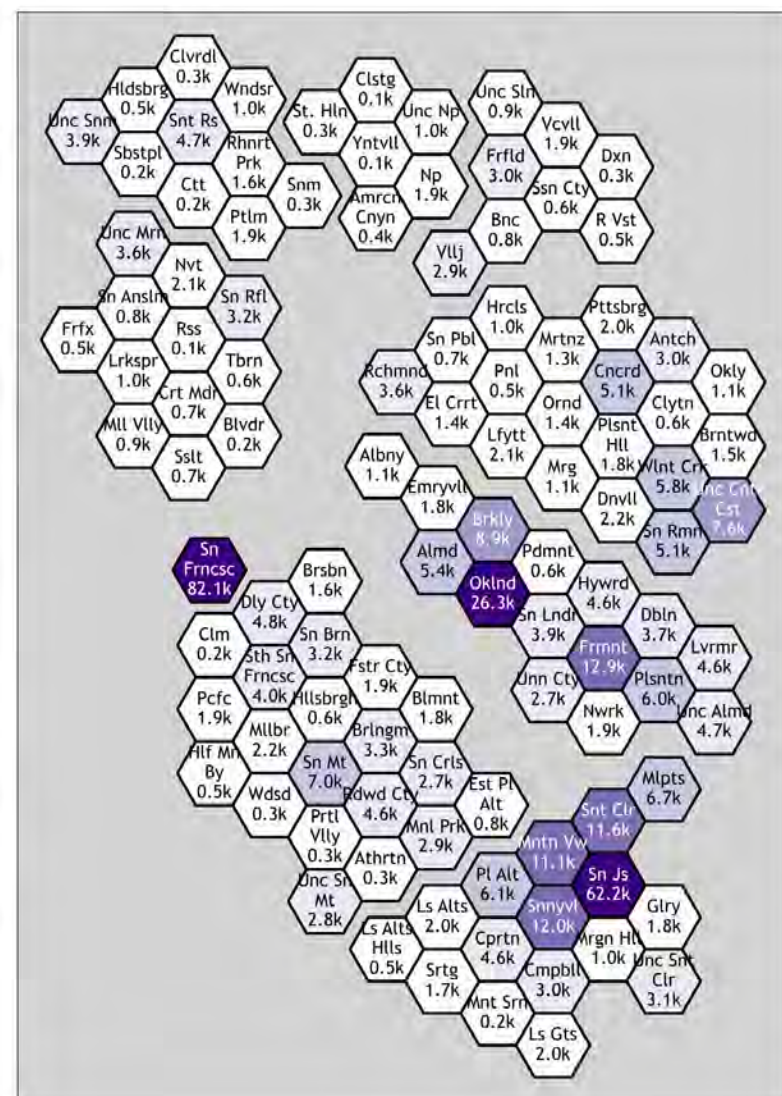 Clvrdl
0.3k
Hldsbrg
0.5k
Wndsr
1.0k
Unc Snm
3.9k
Snt Rs
4.7k
Sbstpl
0.2k
Rhnrt
Prk
1.6k
Ctt
0.2k
Snm
0.3k
Ptlm
1.9k
Clstg
0.1k
St. Hln
0.3k
Unc Np
1.0k
Yntvll
0.1k
Np
1.9k
Amrcn
Cnyn
0.4k
Unc Sln
0.9k
Vcvll
1.9k
Frfld
3.0k
Dxn
0.3k
Ssn Cty
0.6k
Bnc
0.8k
R Vst
0.5k
Vllj
2.9k
Unc Mrn
3.6k
Nvt
2.1k
Sn Anslm
0.8k
Sn Rfl
3.2k
Frfx
0.5k
Rss
0.1k
Lrkspr
1.0k
Tbrn
0.6k
Crt Mdr
0.7k
Mll Vlly
0.9k
Blvdr
0.2k
Sslt
0.7k
Hrcls
1.0k
Pttsbrg
2.0k
Sn Pbl
0.7k
Mrtnz
1.3k
Antch
3.0k
Rchmnd
3.6k
Pnl
0.5k
Cncrd
5.1k
Okly
1.1k
El Crrt
1.4k
Ornd
1.4k
Clytn
0.6k
Lfytt
2.1k
Plsnt
Hll
1.8k
Brntwd
1.5k
Mrg
1.1k
Wlnt Crk
5.8k
Dnvll
2.2k
Unc Cntr
Cst
7.6k
Sn Rmn
5.1k
Albny
1.1k
Emryvll
1.8k
Brkly
8.9k
Almd
5.4k
Pdmnt
0.6k
Oklnd
26.3k
Hywrd
4.6k
Sn Lndr
3.9k
Dbln
3.7k
Frmnt
12.9k
Lvrmr
4.6k
Unn Cty
2.7k
Plsntn
6.0k
Nwrk
1.9k
Unc Almd
4.7k
Sn
Frncsc
82.1k
Brsbn
1.6k
Dly Cty
4.8k
Clm
0.2k
Sn Brn
3.2k
Sth Sn
Frncsc
4.0k
Fstr Cty
1.9k
Pcfc
1.9k
Hllsbrgh
0.6k
Blmnt
1.8k
Mllbr
2.2k
Brlngm
3.3k
Hlf Mn
By
0.5k
Sn Mt
7.0k
Sn Crls
2.7k
Wdsd
0.3k
Rdwd Cty
4.6k
Est Pl
Alt
0.8k
Prtl
Vlly
0.3k
Mnl Prk
2.9k
Athrtn
0.3k
Unc Sn
Mt
2.8k
Mlpts
6.7k
Snt Clr
11.6k
Mntn Vw
11.1k
Pl Alt
6.1k
Sn Js
62.2k
Ls Alts
2.0k
Snnyvl
12.0k
Glry
1.8k
Ls Alts
Hlls
0.5k
Cprtn
4.6k
Mrgn Hll
1.0k
Srtg
1.7k
Cmpbll
3.0k
Unc Snt
Clr
3.1k
Mnt Srn
0.2k
Ls Gts
2.0k